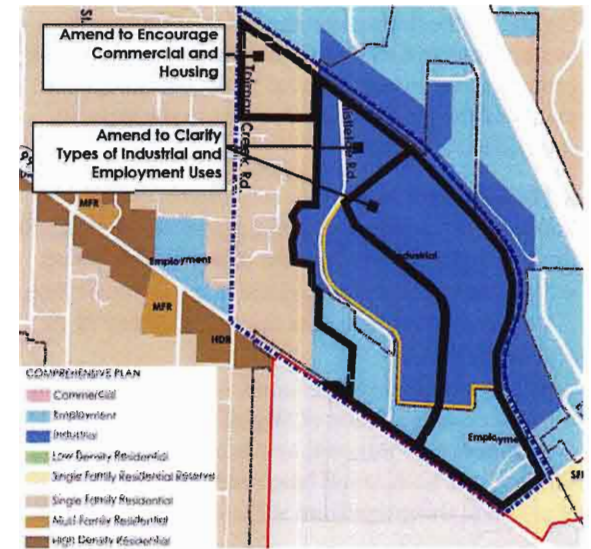 Amend to Encourage
Commercial and
Housing
Amend to Clarify
Types of Industrial and
Employment Uses
St.
Creek Rd.
Rd.
MFR
Employment
MFR
HDR
Industrial
Employment
SFR
COMPREHENSIVE PLAN
Commercial
Employment
Industrial
Low Density Residential
Single Family Residential Reserve
Single Family Residential
Multi Family Residential
High Density Residential